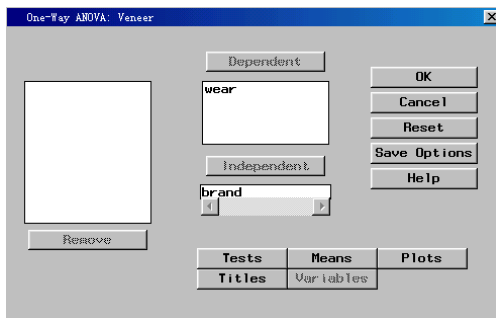 One-Way ANOVA: Veneer
Dependent
wear
Independent
brand
Remove
OK
Cancel
Reset
Save Options
Help
Tests
Means
Plots
Titles
Variables